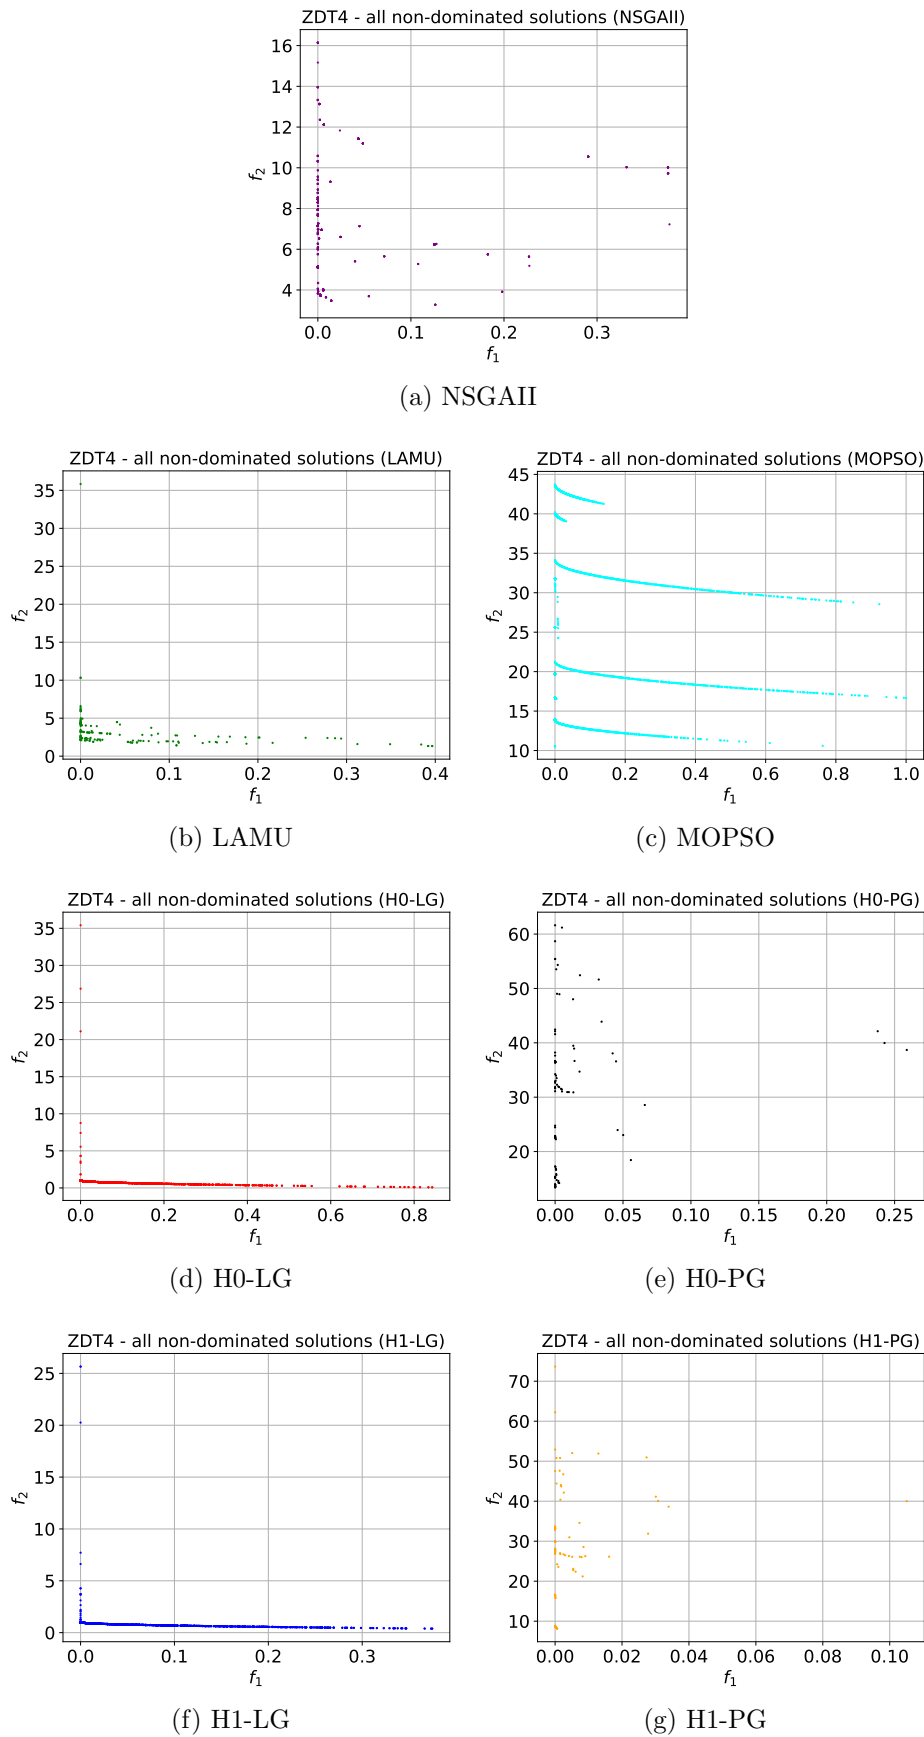 ZDT4 - all non-dominated solutions (NSGAII)
16
14
12
10
8
6
4
f2
0.0 0.1 0.2 0.3
f1
(a) NSGAII
ZDT4 - all non-dominated solutions (LAMU)
35
30
25
20
15
10
5
0
f2
0.0 0.1 0.2 0.3 0.4
f1
(b) LAMU
ZDT4 - all non-dominated solutions (MOPSO)
45
40
35
30
25
20
15
10
f2
0.0 0.2 0.4 0.6 0.8 1.0
f1
(c) MOPSO
ZDT4 - all non-dominated solutions (H0-LG)
35
30
25
20
15
10
5
0
f2
0.0 0.2 0.4 0.6 0.8
f1
(d) H0-LG
ZDT4 - all non-dominated solutions (H0-PG)
60
50
40
30
20
f2
0.00 0.05 0.10 0.15 0.20 0.25
f1
(e) H0-PG
ZDT4 - all non-dominated solutions (H1-LG)
25
20
15
10
5
0
f2
0.0 0.1 0.2 0.3
f1
(f) H1-LG
ZDT4 - all non-dominated solutions (H1-PG)
70
60
50
40
30
20
10
f2
0.00 0.02 0.04 0.06 0.08 0.10
f1
(g) H1-PG